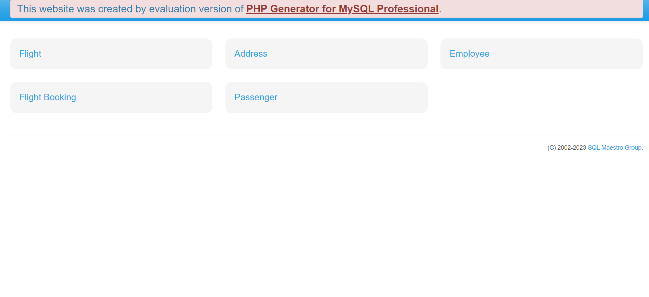 This website was created by evaluation version of PHP Generator for MySQL Professional.
Flight
Address
Employee
Flight Booking
Passenger
(C) 2002-2023 SQL Maestro Group.